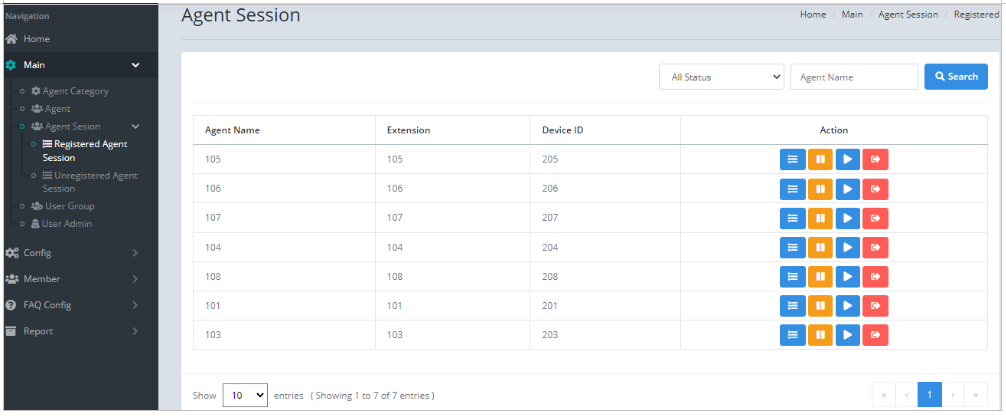 Navigation
Home
Main
Agent Category
Agent
Agent Sesion
Registered Agent
Session
Unregistered Agent
Session
User Group
User Admin
Config
Member
FAQ Config
Report
Agent Session
Home / Main / Agent Session / Registered
All Status Agent Name Search
Agent Name Extension Device ID Action
105 105 205
106 106 206
107 107 207
104 104 204
108 108 208
101 101 201
103 103 203
Show 10 entries ( Showing 1 to 7 of 7 entries ) « ‹ 1 › »